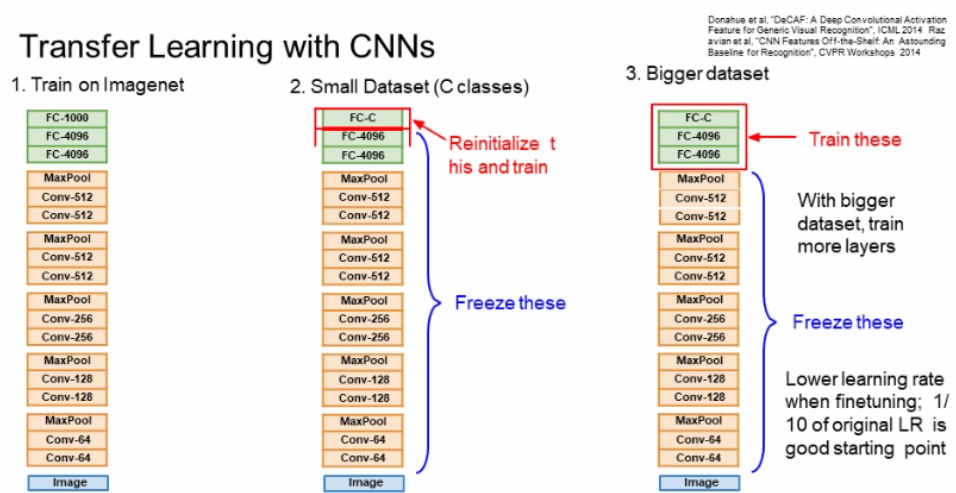 Donahue et al, "DeCAF: A Deep Convolutional Activation
Feature for Generic Visual Recognition", ICML 2014 Raz
avian et al, "CNN Features Off-the-Shelf: An Astounding
Baseline for Recognition", CVPR Workshops 2014
Transfer Learning with CNNs
1. Train on Imagenet
FC-1000
FC-4096
FC-4096
MaxPool
Conv-512
Conv-512
MaxPool
Conv-512
Conv-512
MaxPool
Conv-256
Conv-256
MaxPool
Conv-128
Conv-128
MaxPool
Conv-64
Conv-64
Image
2. Small Dataset (C classes)
FC-C
FC-4096
FC-4096
MaxPool
Conv-512
Conv-512
MaxPool
Conv-512
Conv-512
MaxPool
Conv-256
Conv-256
MaxPool
Conv-128
Conv-128
MaxPool
Conv-64
Conv-64
Image
Reinitialize t
his and train
Freeze these
3. Bigger dataset
FC-C
FC-4096
FC-4096
MaxPool
Conv-512
Conv-512
MaxPool
Conv-512
Conv-512
MaxPool
Conv-256
Conv-256
MaxPool
Conv-128
Conv-128
MaxPool
Conv-64
Conv-64
Image
Train these
With bigger
dataset, train
more layers
Freeze these
Lower learning rate
when finetuning; 1/
10 of original LR is
good starting point